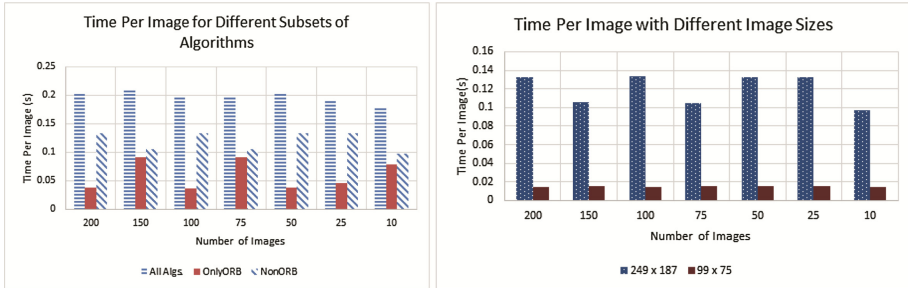 Time Per Image for Different Subsets of
Algorithms
0.25
0.2
0.15
0.1
0.05
0
Time Per Image (s)
200 150 100 75 50 25 10
Number of Images
All Algs. OnlyORB NonORB
Time Per Image with Different Image Sizes
0.16
0.14
0.12
0.1
0.08
0.06
0.04
0.02
0
Time Per Image(s)
200 150 100 75 50 25 10
Number of Images
249 x 187 99 x 75